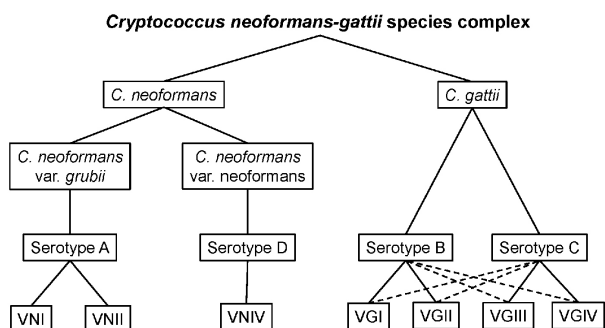 Cryptococcus neoformans-gattii species complex
C. neoformans
C. gattii
C. neoformans
var. grubii
C. neoformans
var. neoformans
Serotype A
Serotype D
Serotype B
Serotype C
VNI
VNII
VNIV
VGI
VGII
VGIII
VGIV